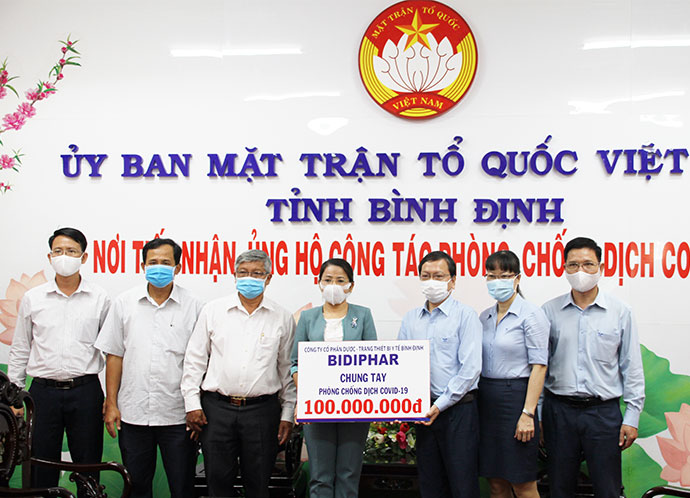 MẶT TRẬN TỔ QUỐC
VIỆT NAM
ỦY BAN MẶT TRẬN TỔ QUỐC VIỆT
TỈNH BÌNH ĐỊNH
NƠI TIẾP NHẬN ỦNG HỘ CÔNG TÁC PHÒNG, CHỐNG DỊCH CO
CÔNG TY CỔ PHẦN DƯỢC - TRANG THIẾT BỊ Y TẾ BÌNH ĐỊNH
BIDIPHAR
CHUNG TAY
PHÒNG CHỐNG DỊCH COVID-19
100.000.000đ